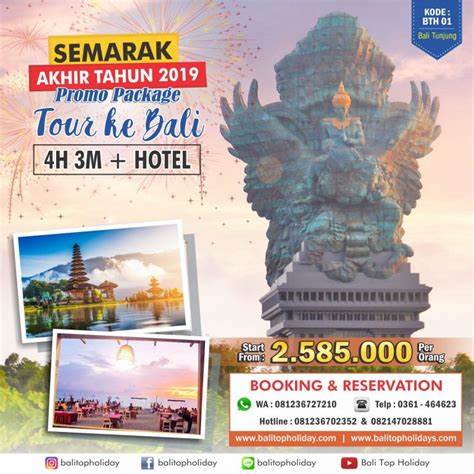 KODE :
BTH 01
Bali Tunjung
SEMARAK
AKHIR TAHUN 2019
Promo Package
Tour ke Bali
4H 3M + HOTEL
Start From : 2.585.000 Per Orang
BOOKING & RESERVATION
WA : 081236727210 Telp : 0361 - 464623
Hotline : 081236702352 & 082147028881
www.balitopholiday.com | www.balitopholidays.com
balitopholiday balitopholiday balitopholiday Bali Top Holiday